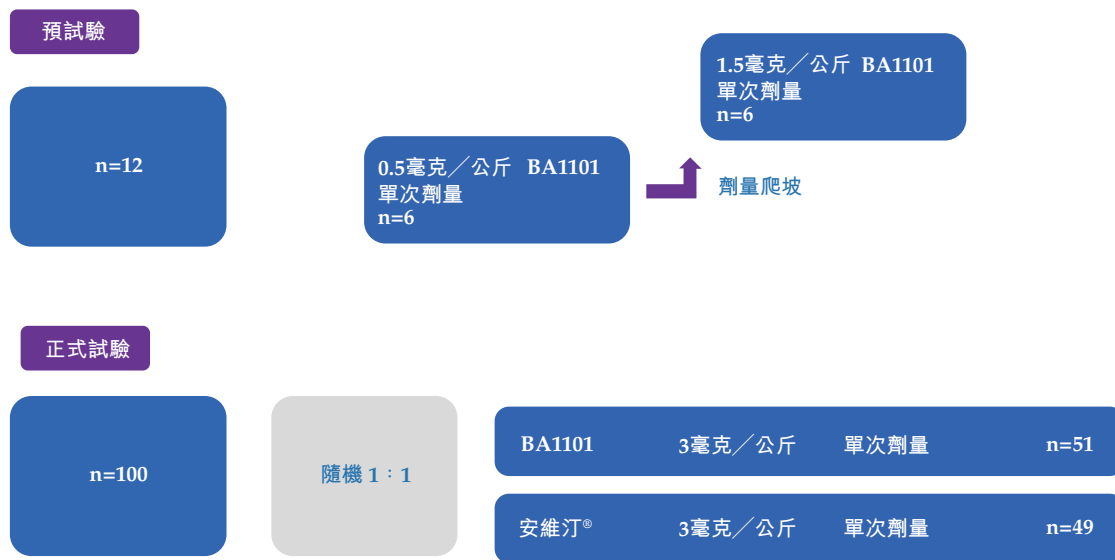 預試驗
n=12
0.5毫克／公斤 BA1101
單次劑量
n=6
1.5毫克／公斤 BA1101
單次劑量
n=6
劑量爬坡
正式試驗
n=100
隨機 1：1
BA1101 3毫克／公斤 單次劑量 n=51
安維汀® 3毫克／公斤 單次劑量 n=49